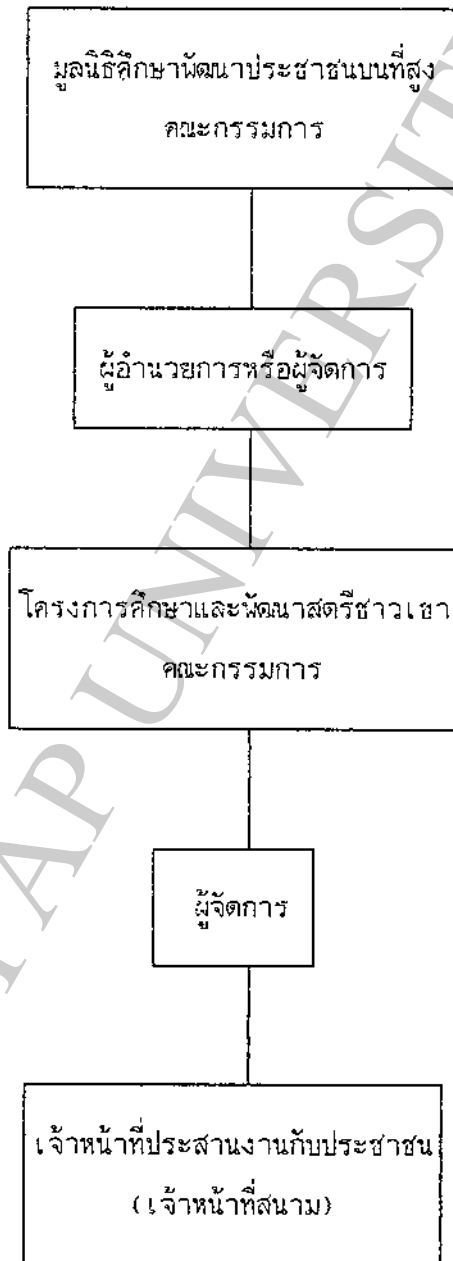 มูลนิธิศึกษาพัฒนาประชาชนบนที่สูง
คณะกรรมการ
ผู้อำนวยการหรือผู้จัดการ
โครงการศึกษาและพัฒนาสตรีชาวเขา
คณะกรรมการ
ผู้จัดการ
เจ้าหน้าที่ประสานงานกับประชาชน
(เจ้าหน้าที่สนาม)
AP UNIVERSIT